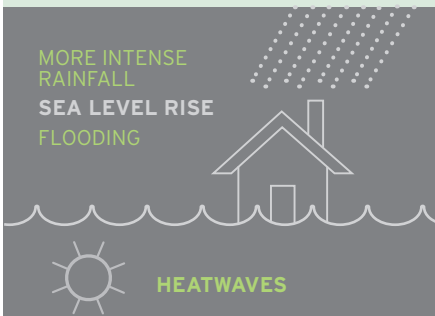 MORE INTENSE
RAINFALL
SEA LEVEL RISE
FLOODING
HEATWAVES